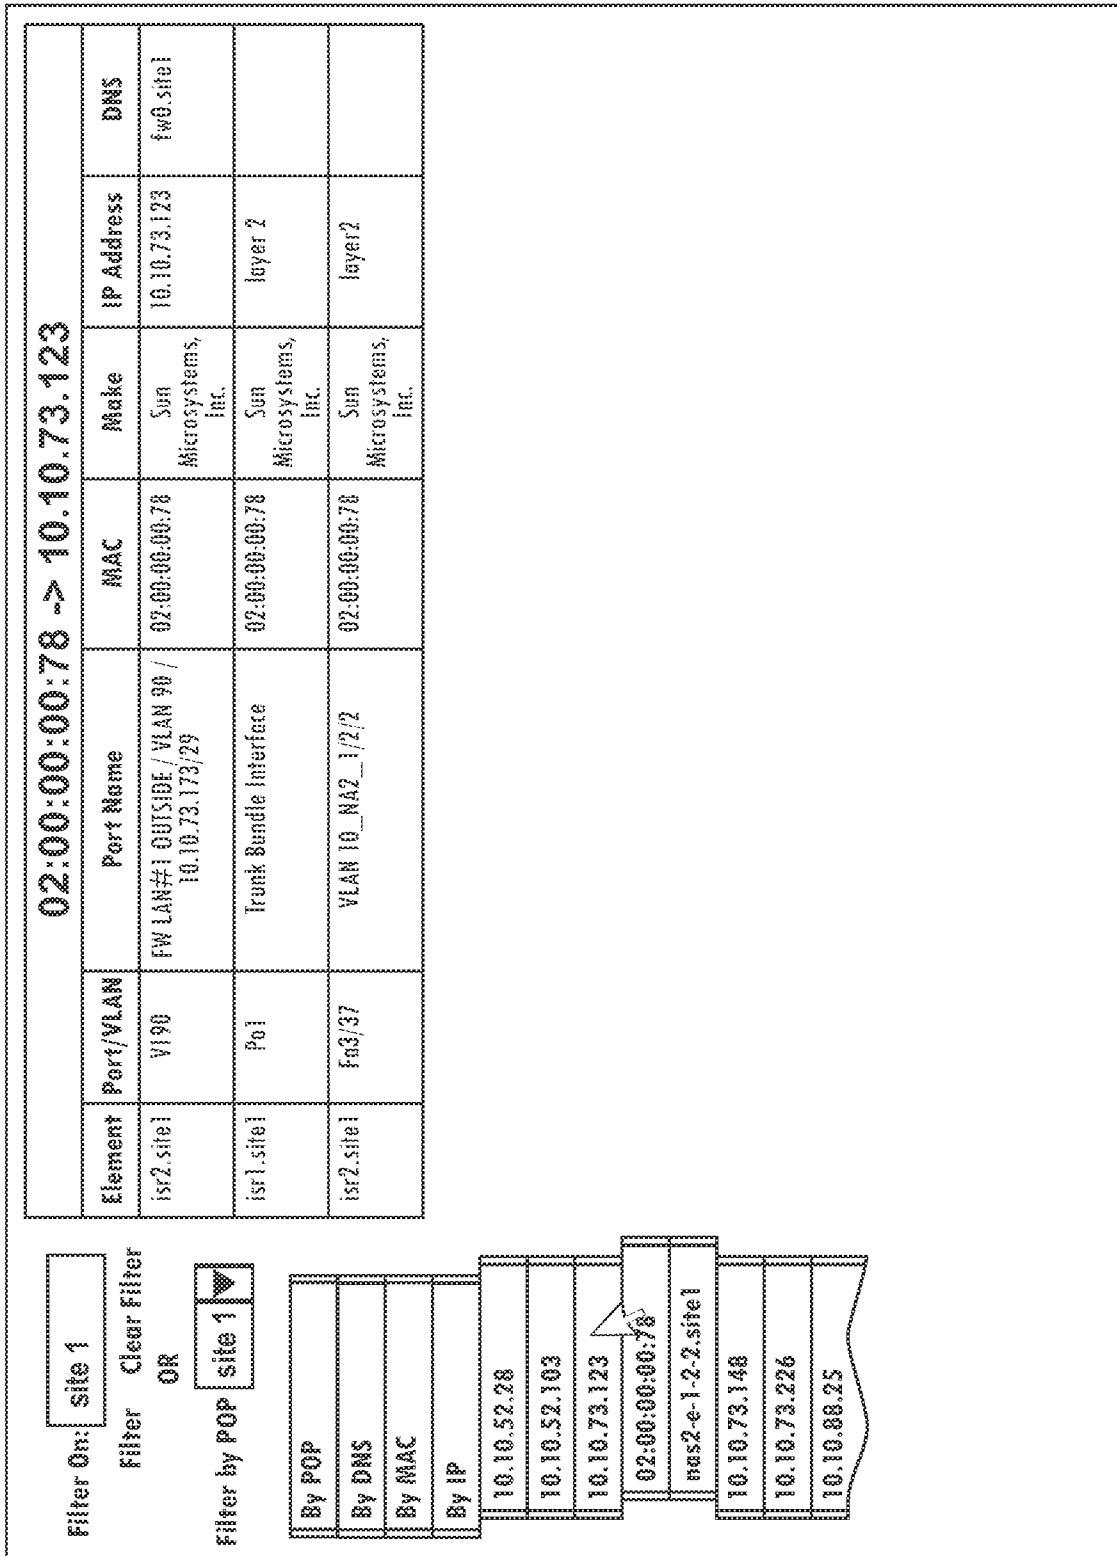 Filter On: site 1
Filter Clear Filter
OR
Filter by POP site 1
By POP
By DNS
By MAC
By IP
10.10.52.28
10.10.52.103
10.10.73.123
02:00:00:00:78
nas2-e-1-2-2.site1
10.10.73.148
10.10.73.226
10.10.88.25
02:00:00:00:78 -> 10.10.73.123
Element Port/VLAN Port Name MAC Make IP Address DNS
isr2.site1 Vl90 FW LAN#1 OUTSIDE / VLAN 90 / 02:00:00:00:78 Sun 10.10.73.123 fw0.site1
10.10.73.173/29 Microsystems,
Inc.
isr1.site1 Po1 Trunk Bundle Interface 02:00:00:00:78 Sun layer 2
Microsystems,
Inc.
isr2.site1 Fa3/37 VLAN 10_NA2_1/2/2 02:00:00:00:78 Sun layer2
Microsystems,
Inc.